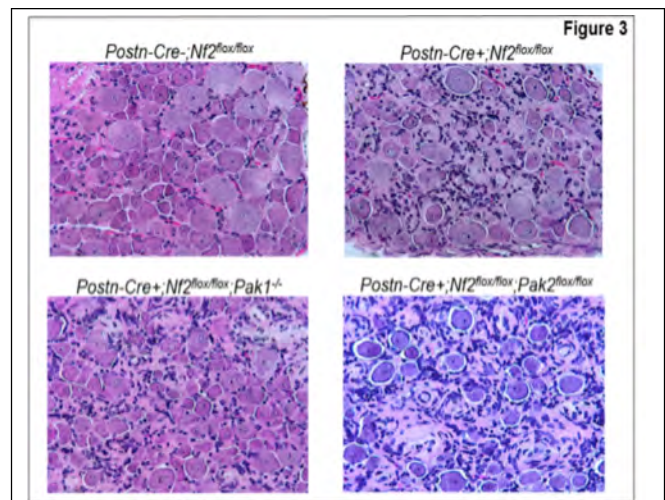 Figure 3
Postn-Cre-;Nf2flox/flox
Postn-Cre+;Nf2flox/flox
Postn-Cre+;Nf2flox/flox;Pak1-/-
Postn-Cre+;Nf2flox/flox;Pak2flox/flox